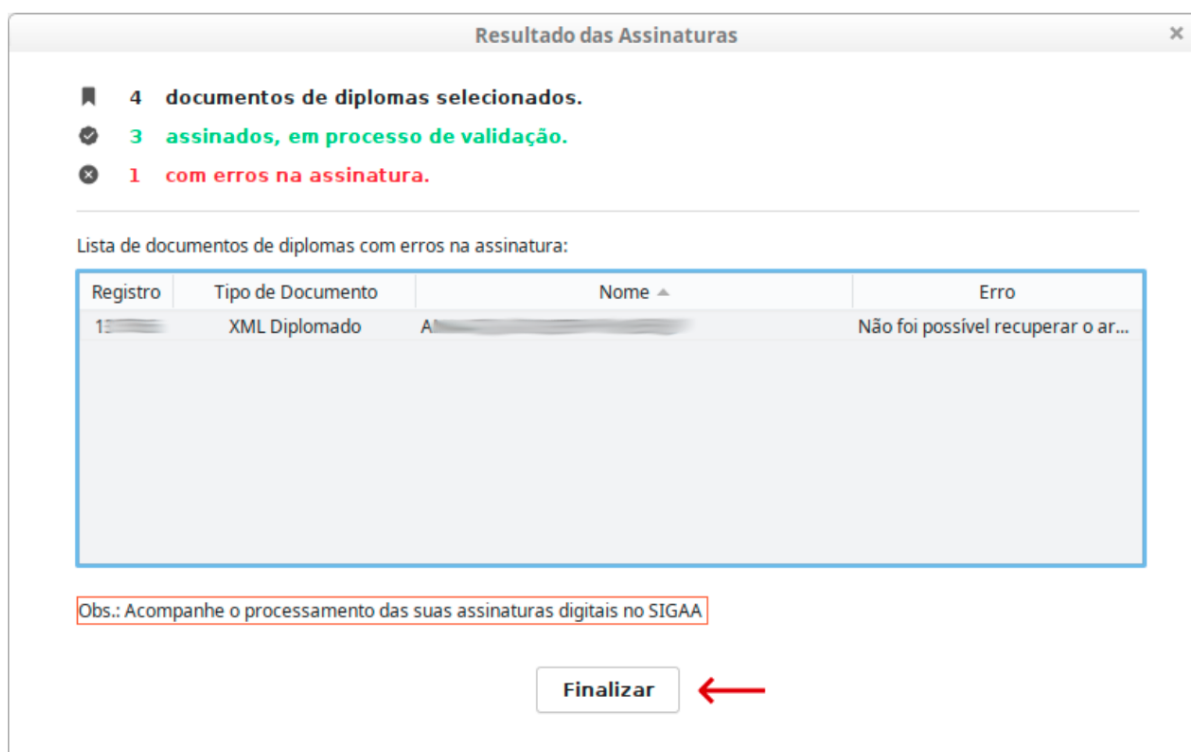 Resultado das Assinaturas
4 documentos de diplomas selecionados.
3 assinados, em processo de validação.
1 com erros na assinatura.
Lista de documentos de diplomas com erros na assinatura:
Registro Tipo de Documento Nome Erro
XML Diplomado Não foi possível recuperar o ar...
Obs.: Acompanhe o processamento das suas assinaturas digitais no SIGAA
Finalizar